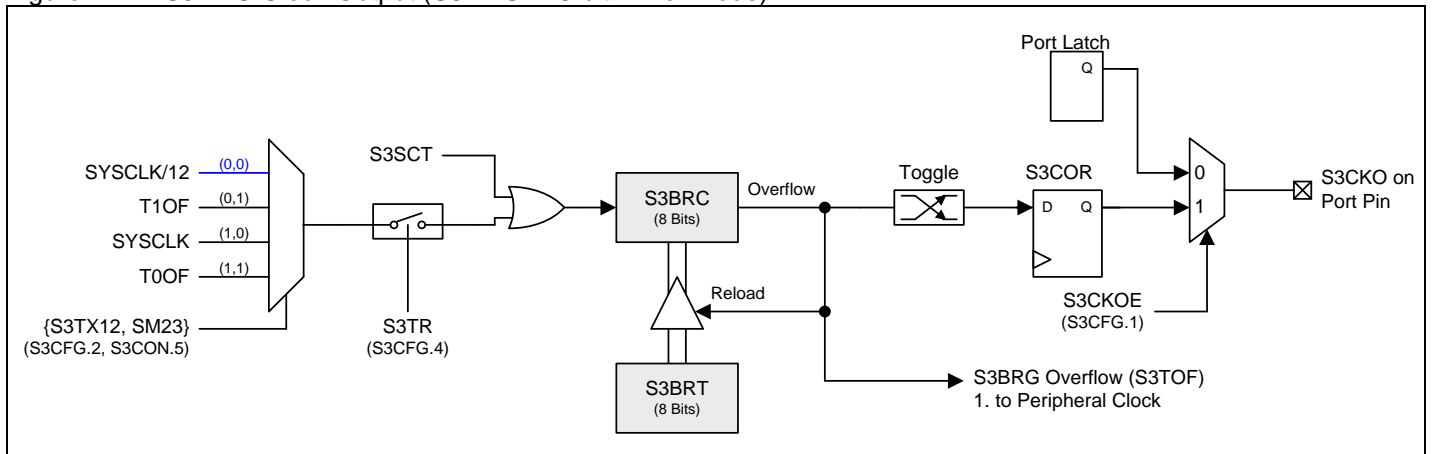 Port Latch
Q
SYSCLK/12 (0,0)
T1OF (0,1)
SYSCLK (1,0)
T0OF (1,1)
{S3TX12, SM23}
(S3CFG.2, S3CON.5)
S3SCT
S3TR
(S3CFG.4)
S3BRC
(8 Bits)
Overflow
Reload
S3BRT
(8 Bits)
Toggle
S3COR
D Q
0
1
S3CKOE
(S3CFG.1)
S3CKO on
Port Pin
S3BRG Overflow (S3TOF)
1. to Peripheral Clock